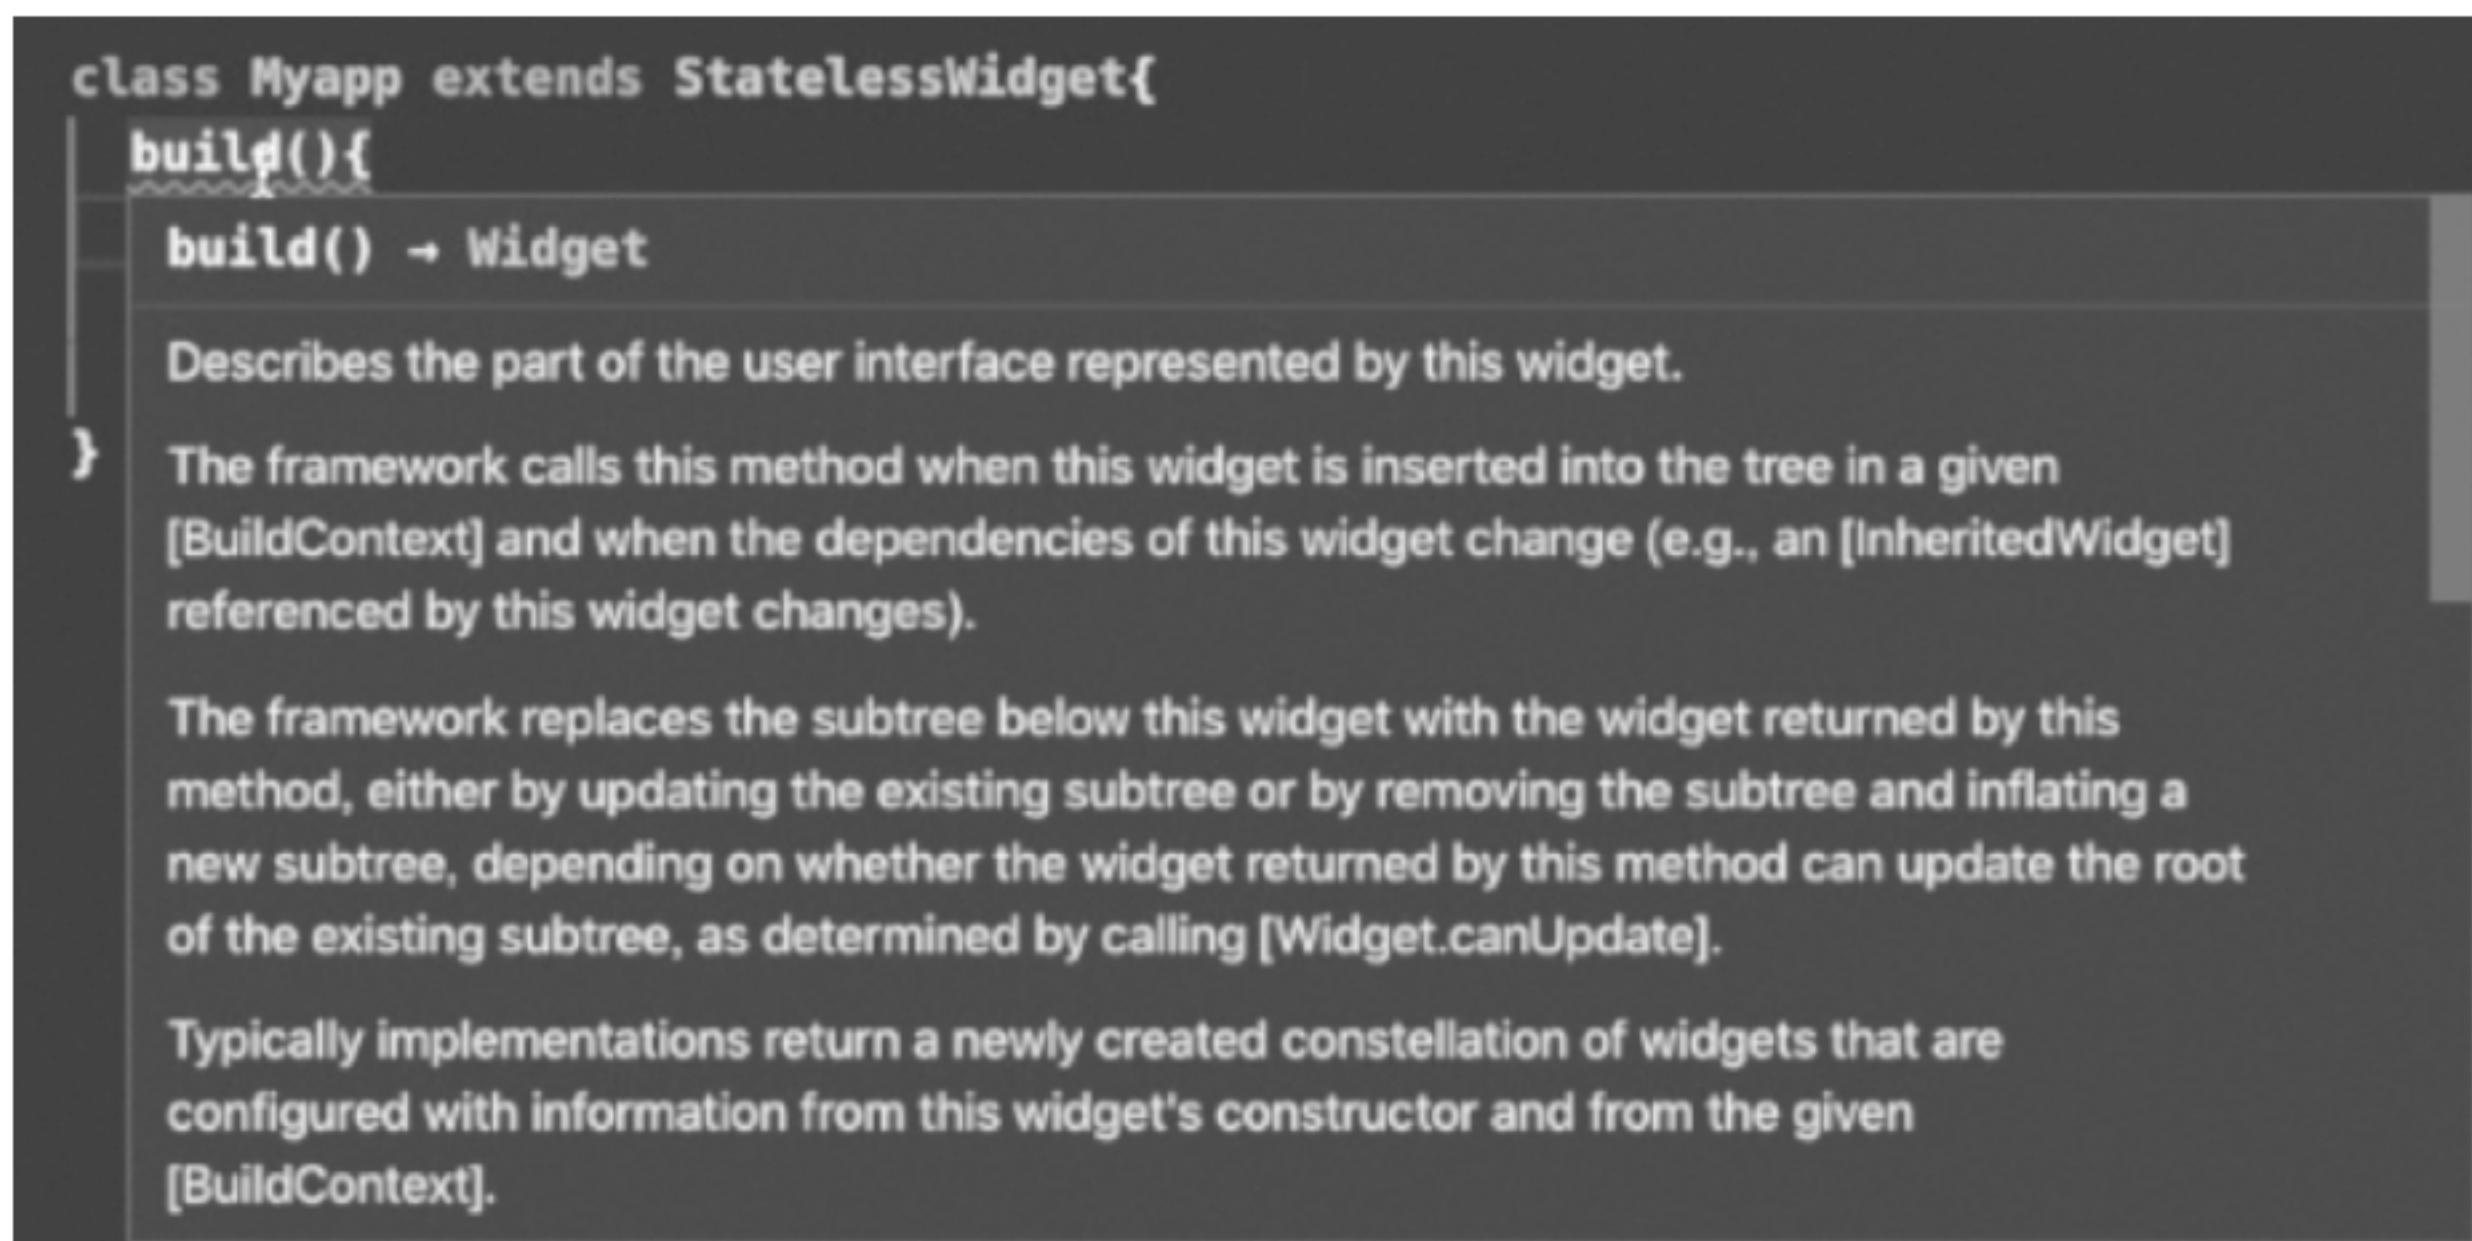 class Myapp extends StatelessWidget{
build(){
build() → Widget
Describes the part of the user interface represented by this widget.
}
The framework calls this method when this widget is inserted into the tree in a given
[BuildContext] and when the dependencies of this widget change (e.g., an [InheritedWidget]
referenced by this widget changes).
The framework replaces the subtree below this widget with the widget returned by this
method, either by updating the existing subtree or by removing the subtree and inflating a
new subtree, depending on whether the widget returned by this method can update the root
of the existing subtree, as determined by calling [Widget.canUpdate].
Typically implementations return a newly created constellation of widgets that are
configured with information from this widget's constructor and from the given
[BuildContext].